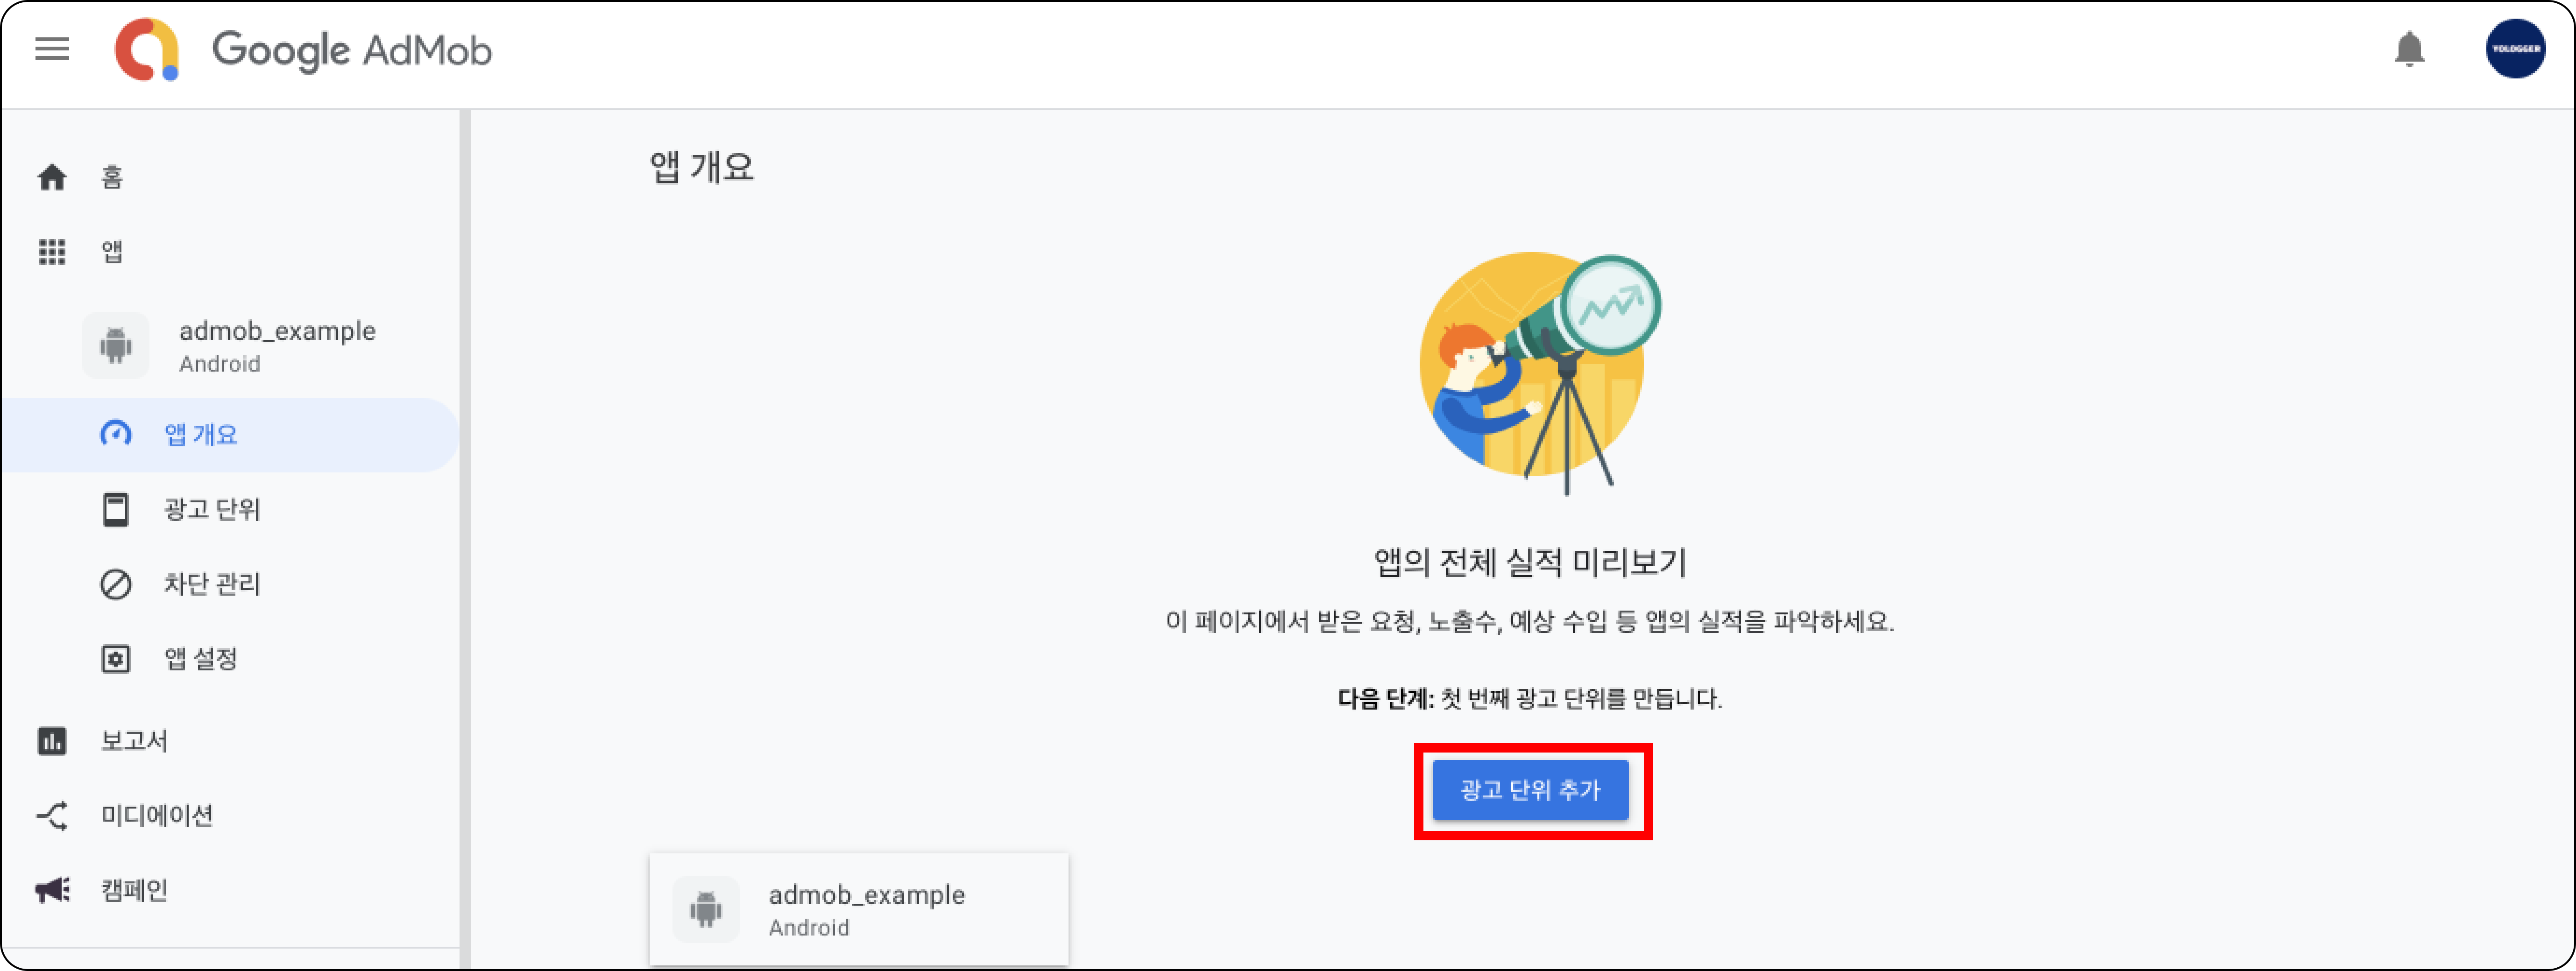 Google AdMob
YOLOGGER
홈
앱
admob_example
Android
앱 개요
광고 단위
차단 관리
앱 설정
보고서
미디에이션
캠페인
앱 개요
앱의 전체 실적 미리보기
이 페이지에서 받은 요청, 노출수, 예상 수입 등 앱의 실적을 파악하세요.
다음 단계: 첫 번째 광고 단위를 만듭니다.
광고 단위 추가
admob_example
Android